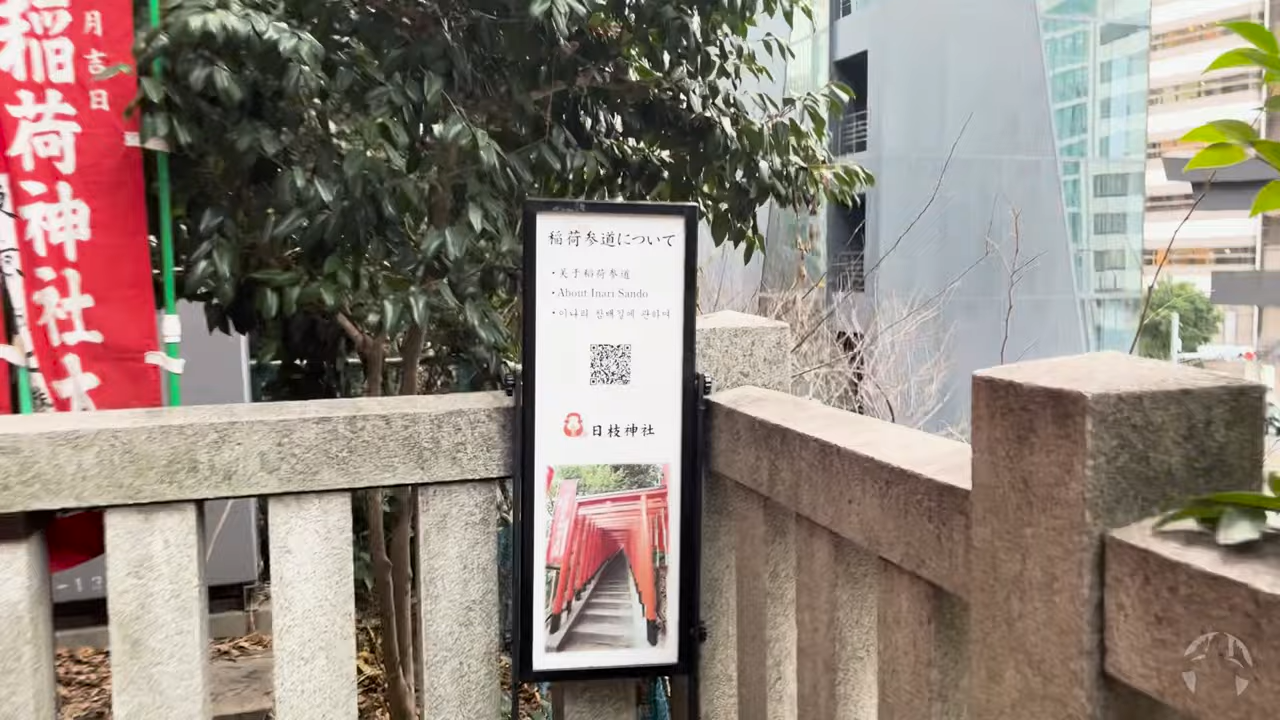 月吉日
稲荷神社大
稲荷参道について
・关于稲荷参道
・About Inari Sando
・이나리 참배길에 관하여
日枝神社
-13